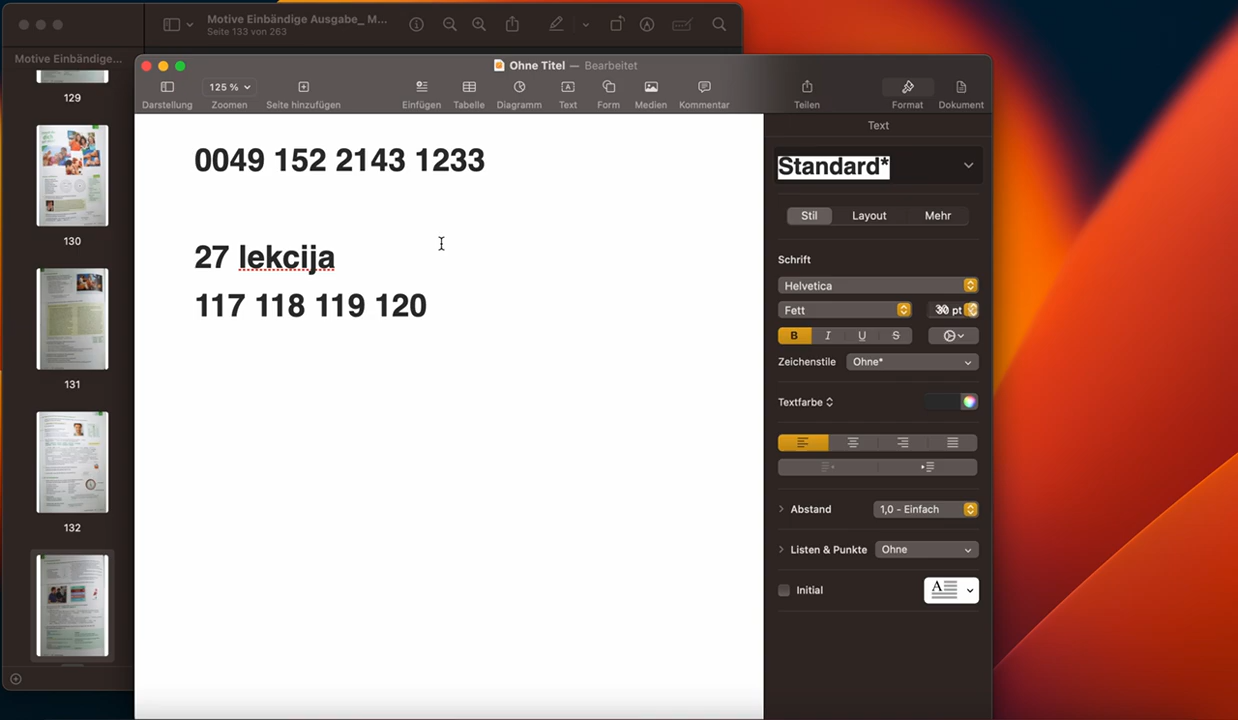 Motive Einbändige Ausgabe_ M...
Seite 133 von 263
Motive Einbändige...
129
130
131
132
Ohne Titel — Bearbeitet
125 %
Darstellung
Zoomen
Seite hinzufügen
Einfügen
Tabelle
Diagramm
Text
Form
Medien
Kommentar
Teilen
Format
Dokument
0049 152 2143 1233
27 lekcija
117 118 119 120
Text
Standard*
Stil
Layout
Mehr
Schrift
Helvetica
Fett
30 pt
B I U S
Zeichenstile
Ohne*
Textfarbe
Abstand
1,0 - Einfach
Listen & Punkte
Ohne
Initial
A